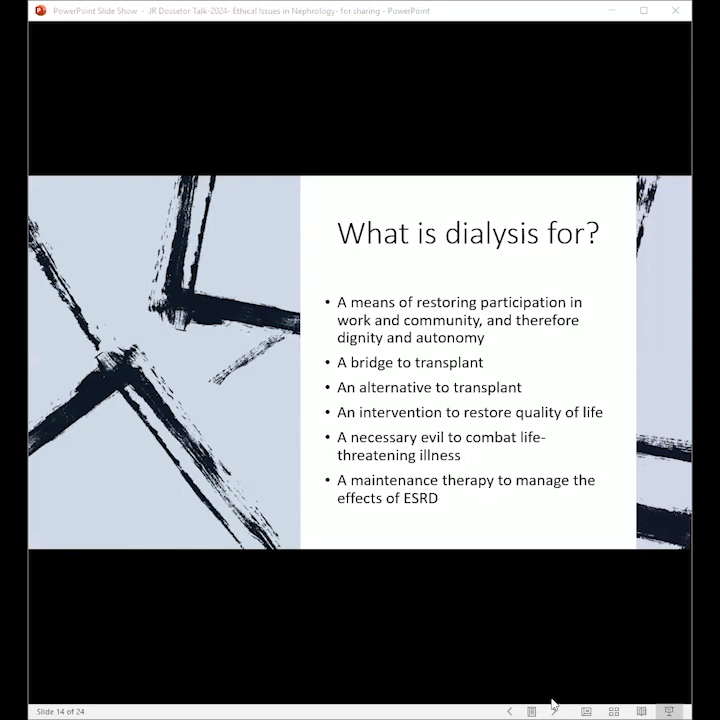 PowerPoint Slide Show - JR Dossetor Talk-2024- Ethical Issues in Nephrology- for sharing - PowerPoint
What is dialysis for?
• A means of restoring participation in
work and community, and therefore
dignity and autonomy
• A bridge to transplant
• An alternative to transplant
• An intervention to restore quality of life
• A necessary evil to combat life-
threatening illness
• A maintenance therapy to manage the
effects of ESRD
Slide 14 of 24